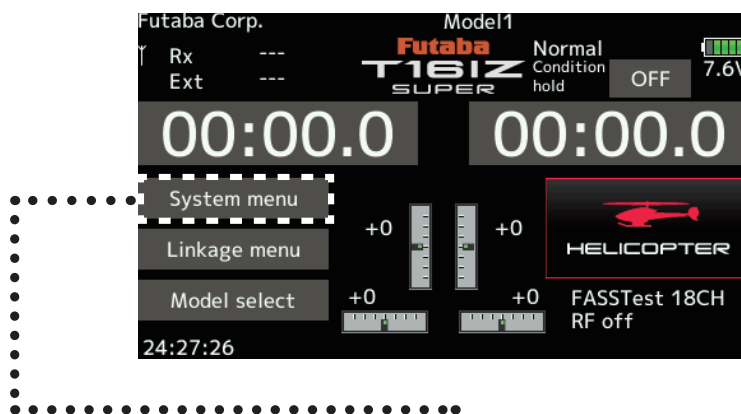 Futaba Corp. Model1
Rx ---
Ext ---
Futaba
T16IZ
SUPER
Normal
Condition hold OFF
7.6V
00:00.0 00:00.0
System menu
Linkage menu
Model select
+0 +0
+0 +0
HELICOPTER
FASSTest 18CH
RF off
24:27:26